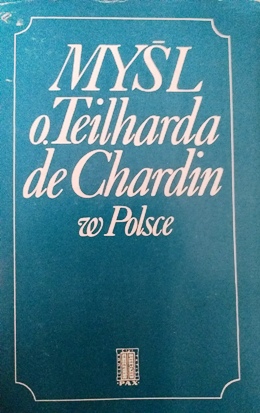 MYŚL
o. Teilharda
de Chardin
w Polsce
PAX